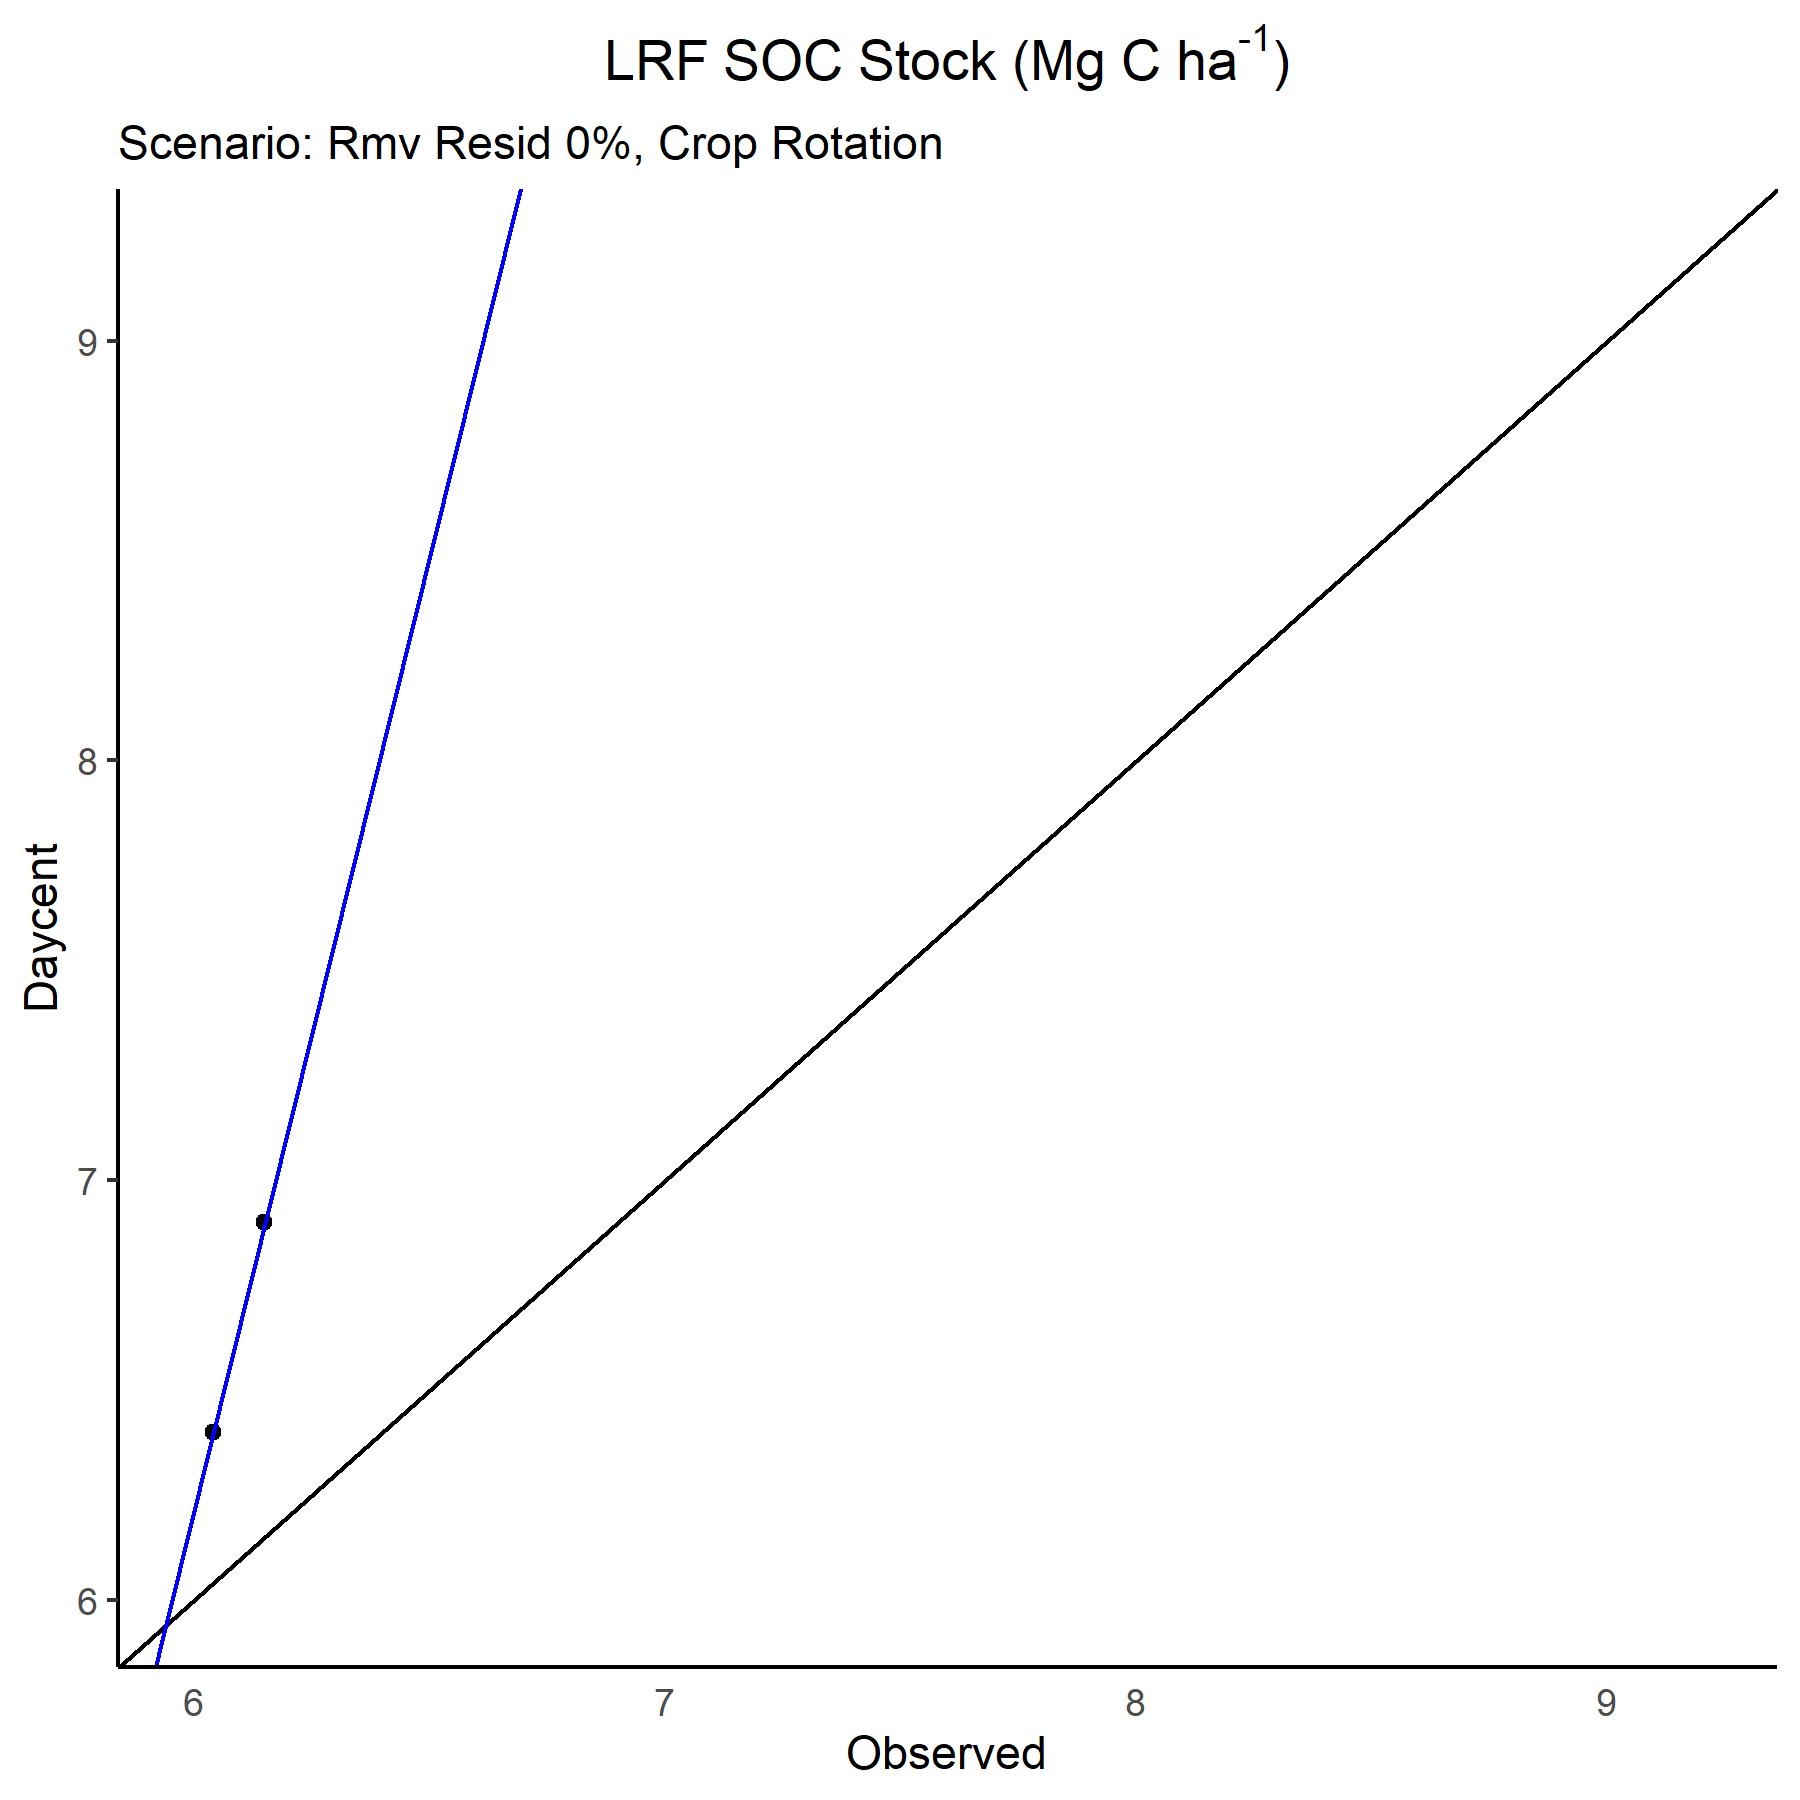 LRF SOC Stock (Mg C ha⁻¹)
Scenario: Rmv Resid 0%, Crop Rotation
9
8
7
6
Daycent
6 7 8 9
Observed